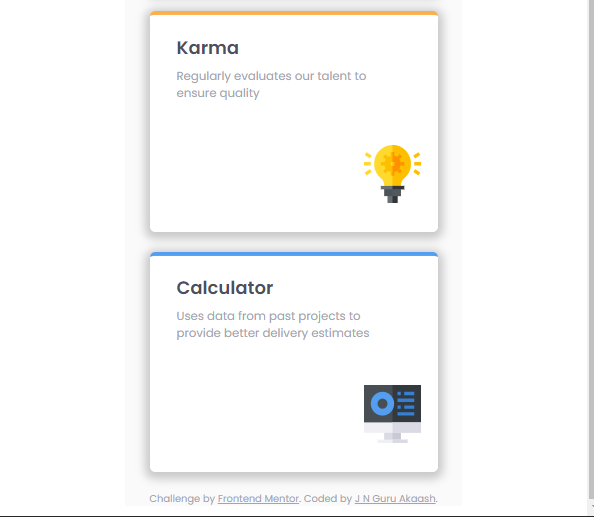 Karma
Regularly evaluates our talent to
ensure quality
Calculator
Uses data from past projects to
provide better delivery estimates
Challenge by Frontend Mentor. Coded by J N Guru Akaash.